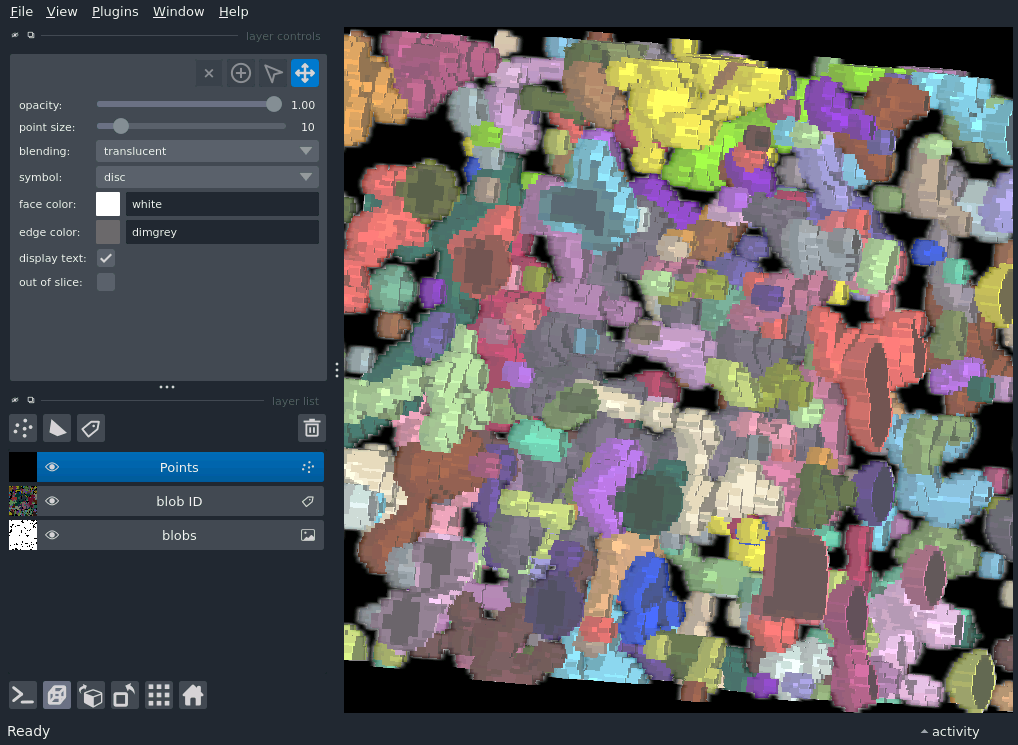 File View Plugins Window Help
layer controls
opacity: 1.00
point size: 10
blending: translucent
symbol: disc
face color: white
edge color: dimgrey
display text:
out of slice:
layer list
Points
blob ID
blobs
Ready
activity